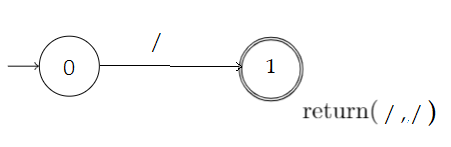 /
0
1
return( / , / )